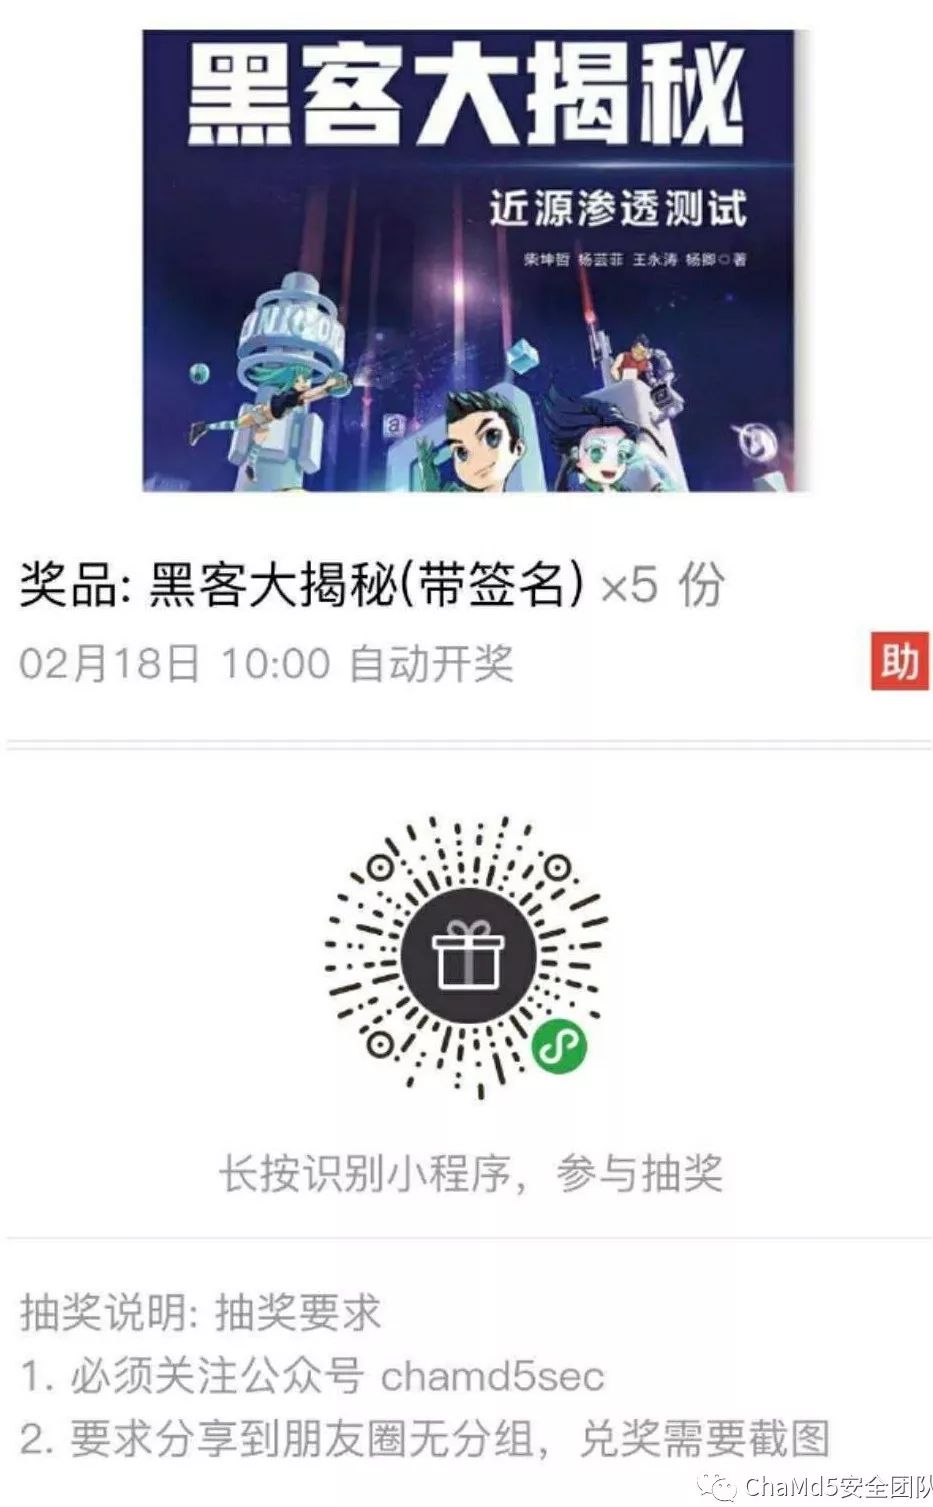 黑客大揭秘
近源渗透测试
柴坤哲 杨芸菲 王永涛 杨卿◎著
UNICOR
a
奖品: 黑客大揭秘(带签名) ×5 份
02月18日 10:00 自动开奖
助
长按识别小程序，参与抽奖
抽奖说明: 抽奖要求
1. 必须关注公众号 chamd5sec
2. 要求分享到朋友圈无分组，兑奖需要截图
ChaMd5安全团队